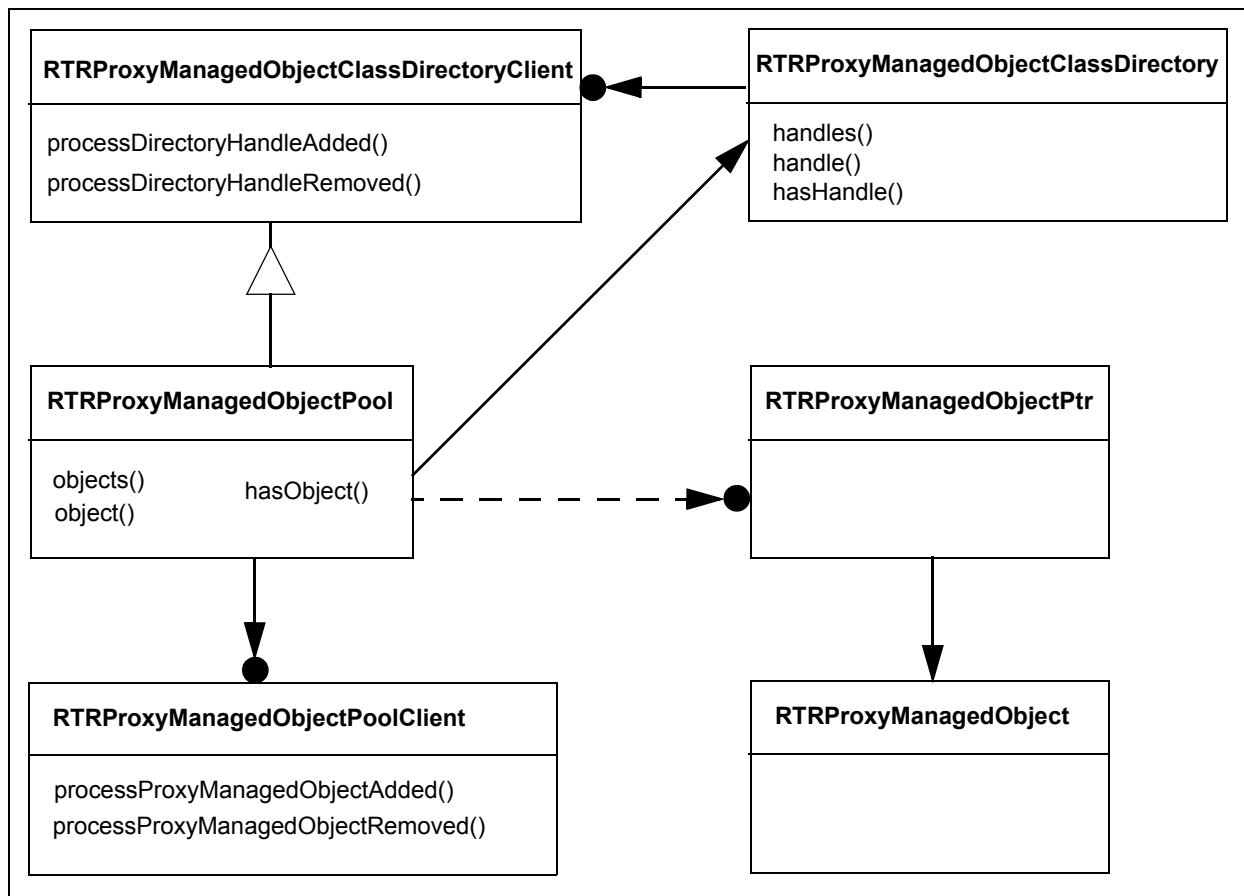 RTRProxyManagedObjectClassDirectoryClient
processDirectoryHandleAdded()
processDirectoryHandleRemoved()
RTRProxyManagedObjectClassDirectory
handles()
handle()
hasHandle()
RTRProxyManagedObjectPool
objects()
hasObject()
object()
RTRProxyManagedObjectPtr
RTRProxyManagedObjectPoolClient
processProxyManagedObjectAdded()
processProxyManagedObjectRemoved()
RTRProxyManagedObject